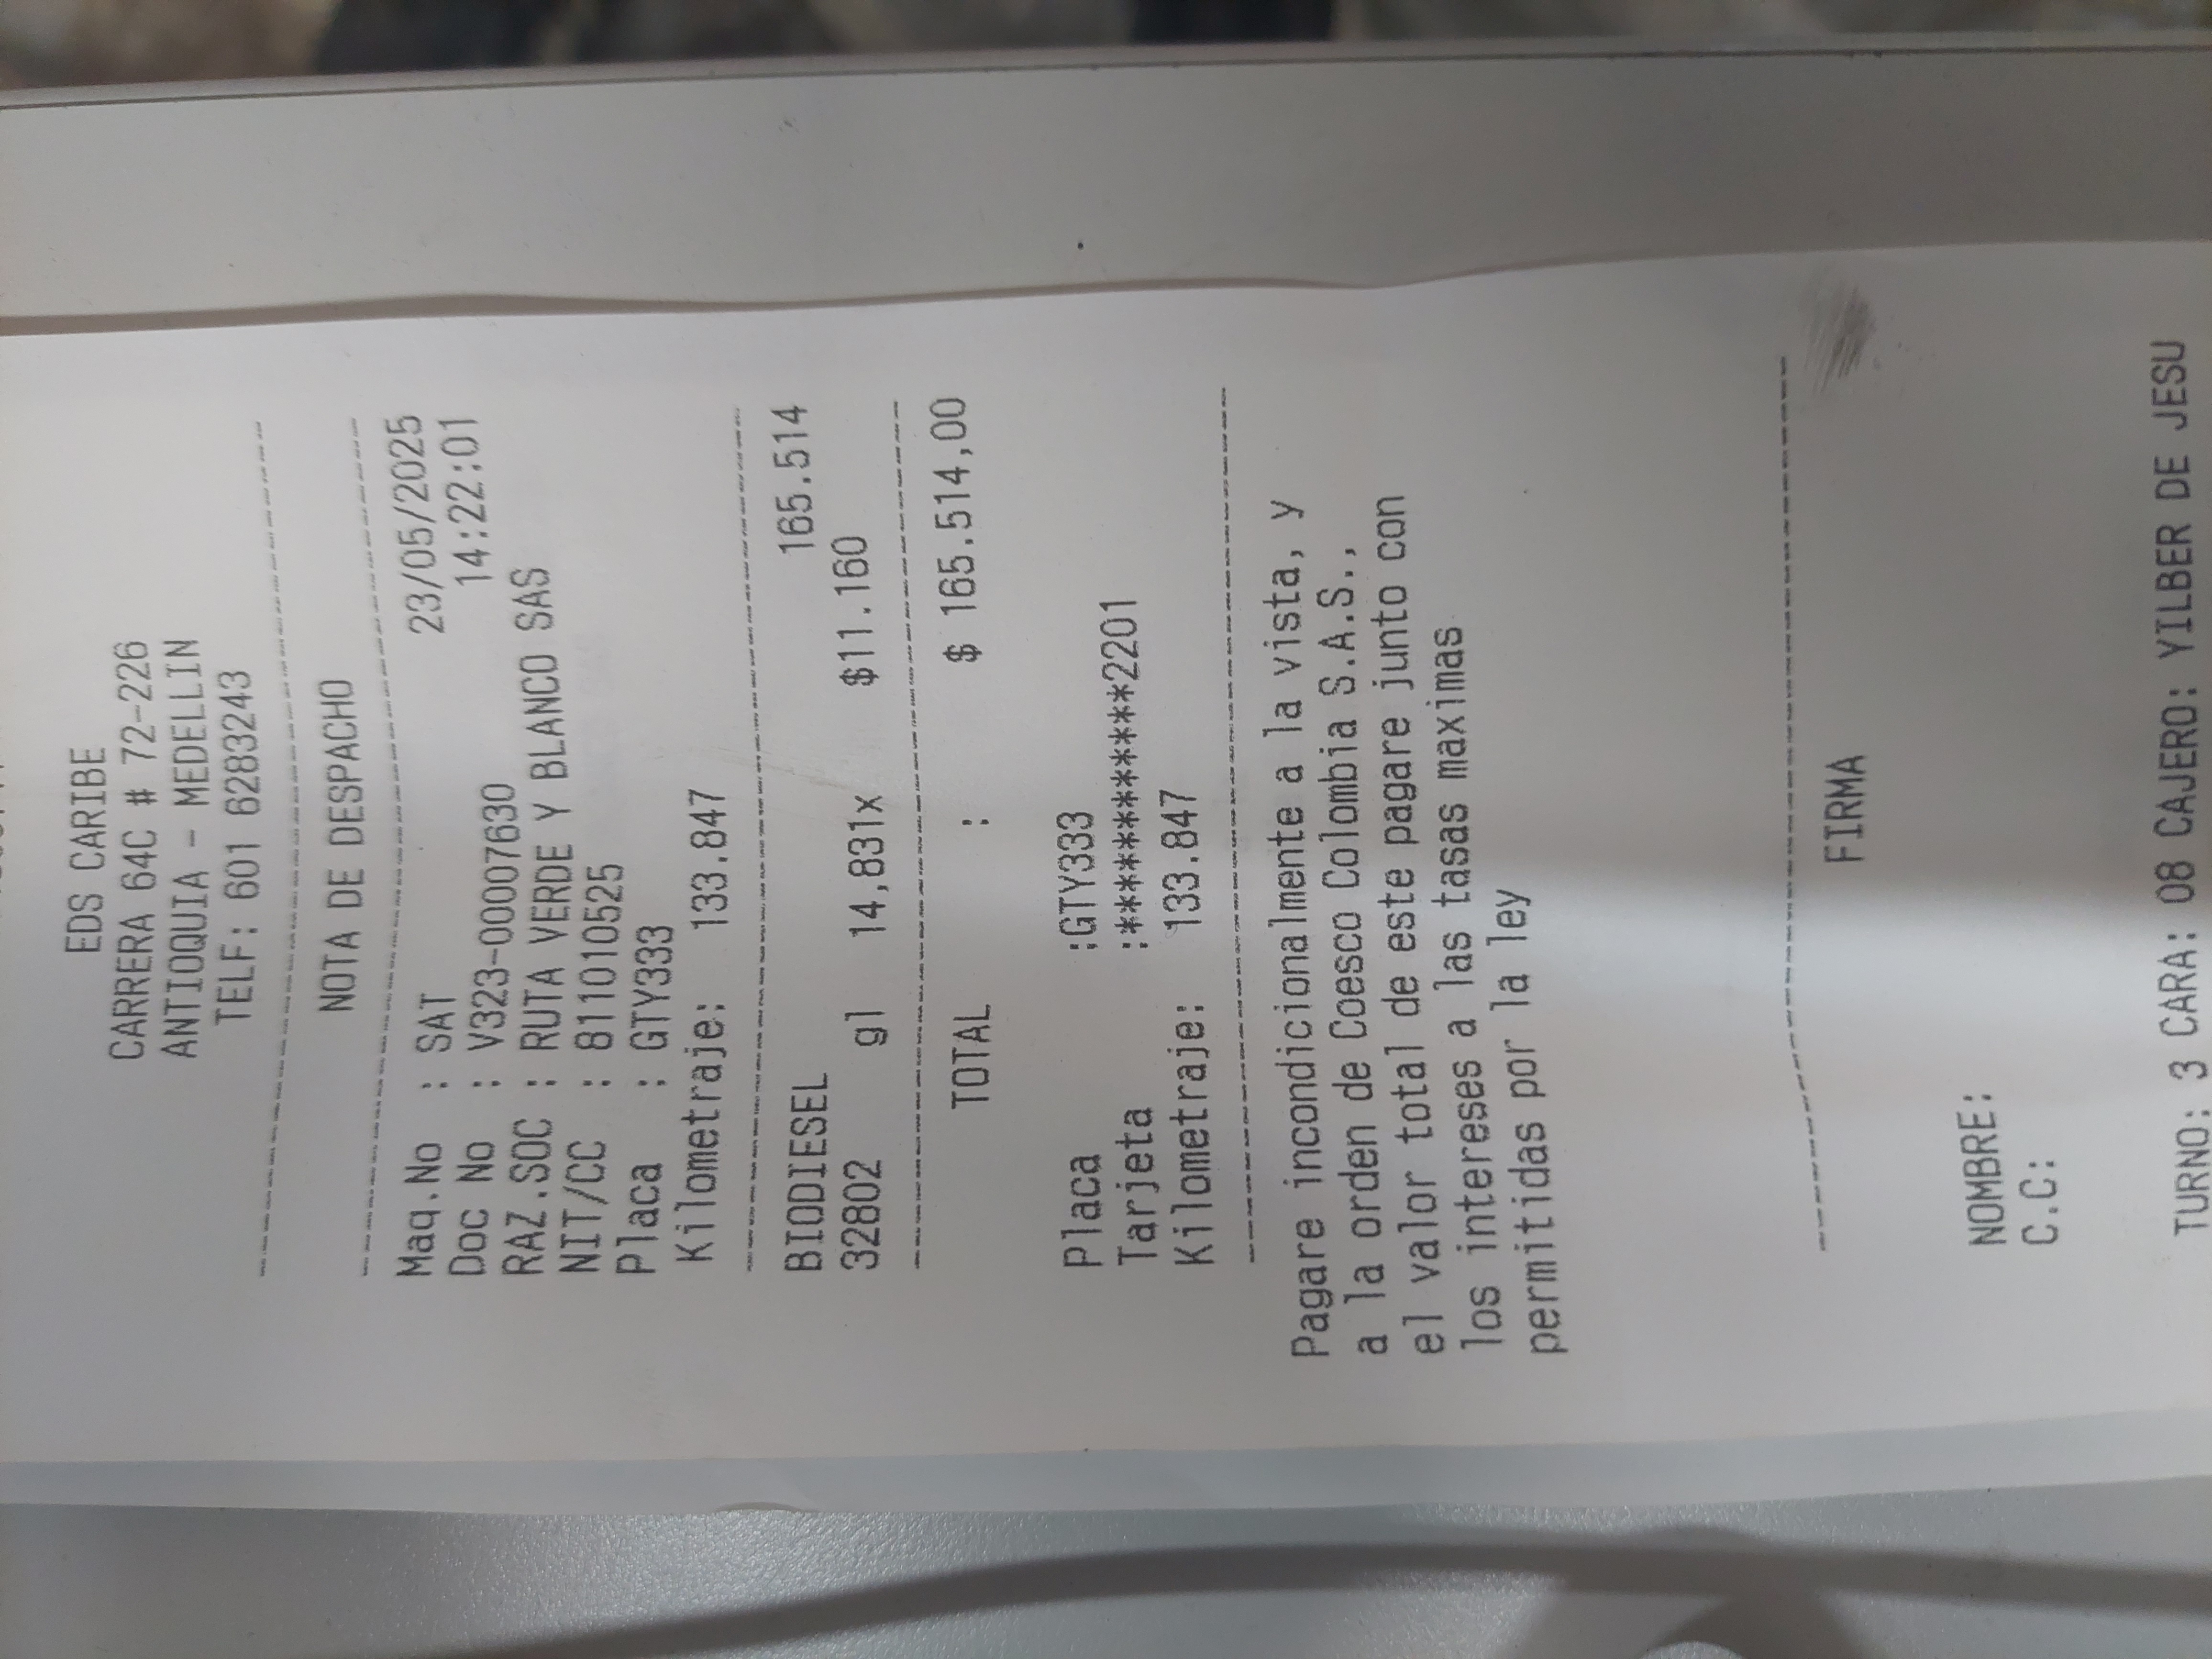 EDS CARIBE
CARRERA 64C # 72-226
ANTIOQUIA - MEDELLIN
TELF: 601 6283243
--------------------------------
NOTA DE DESPACHO
--------------------------------
Maq.No : SAT 23/05/2025
Doc No : V323-00007630 14:22:01
RAZ.SOC : RUTA VERDE Y BLANCO SAS
NIT/CC : 811010525
Placa : GTY333
Kilometraje: 133.847
--------------------------------
BIODIESEL 165.514
32802 gl 14,831x $11.160
--------------------------------
TOTAL : $ 165.514,00
Placa :GTY333
Tarjeta :************2201
Kilometraje: 133.847
--------------------------------
Pagare incondicionalmente a la vista, y
a la orden de Coesco Colombia S.A.S.,
el valor total de este pagare junto con
los intereses a las tasas maximas
permitidas por la ley
--------------------------------
FIRMA
NOMBRE:
C.C:
TURNO: 3 CARA: 08 CAJERO: YILBER DE JESU